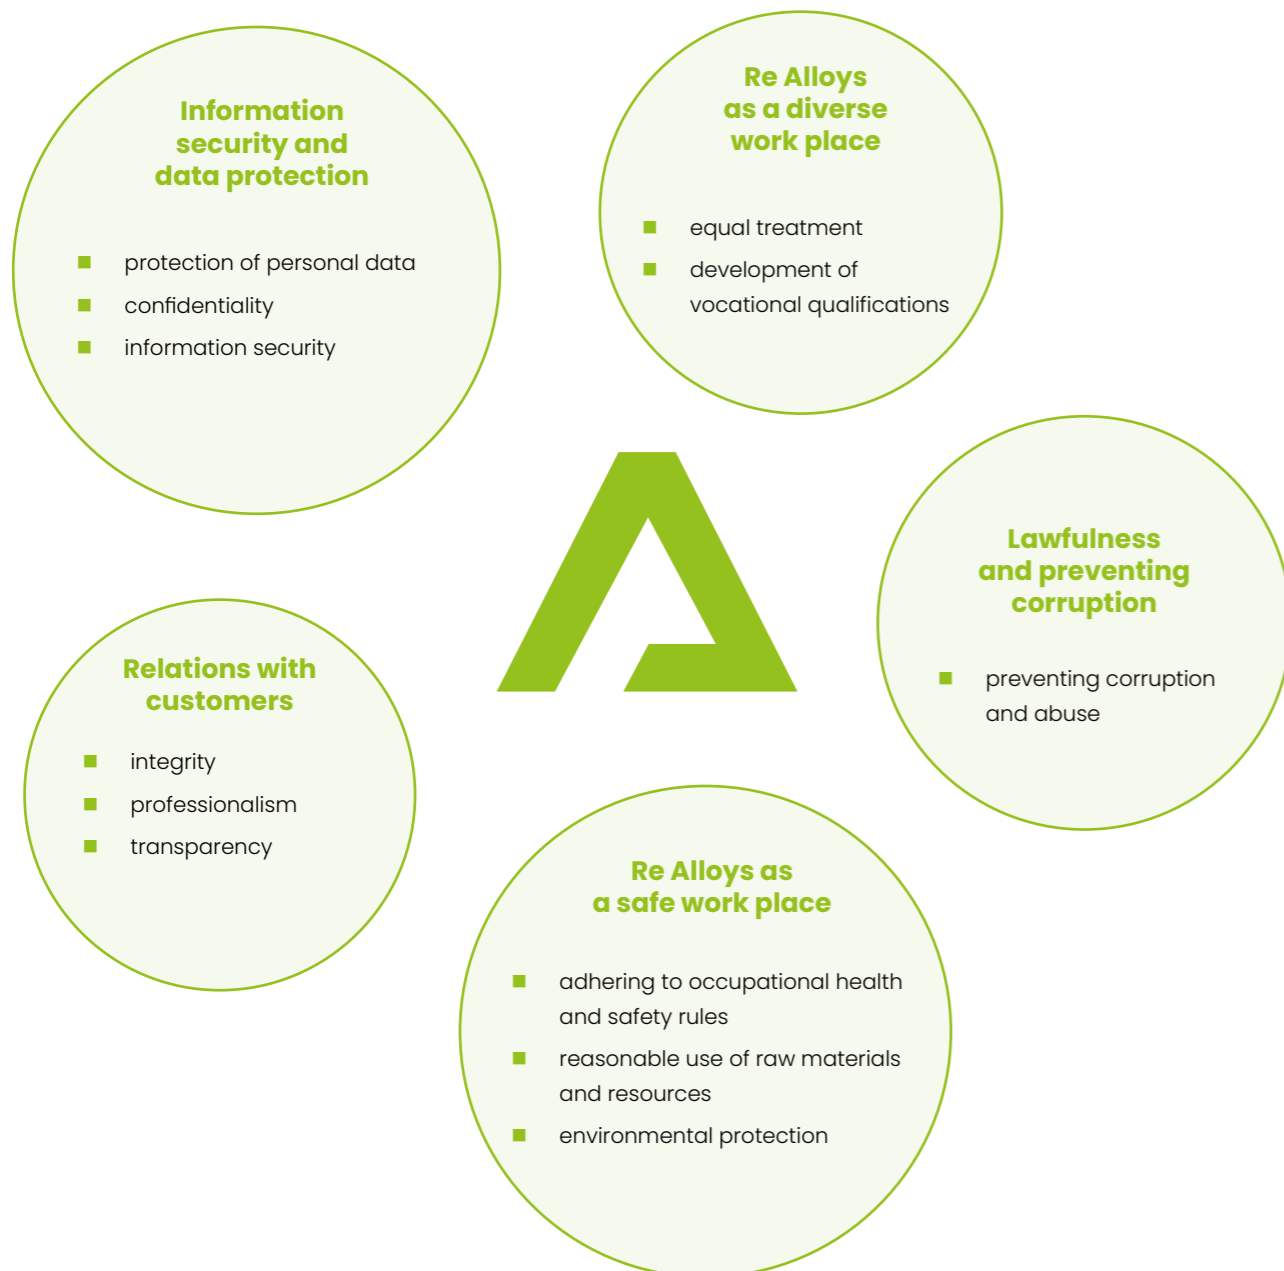 Information
security and
data protection
protection of personal data
confidentiality
information security
Re Alloys
as a diverse
work place
equal treatment
development of
vocational qualifications
Lawfulness
and preventing
corruption
preventing corruption
and abuse
Relations with
customers
integrity
professionalism
transparency
Re Alloys as
a safe work place
adhering to occupational health
and safety rules
reasonable use of raw materials
and resources
environmental protection